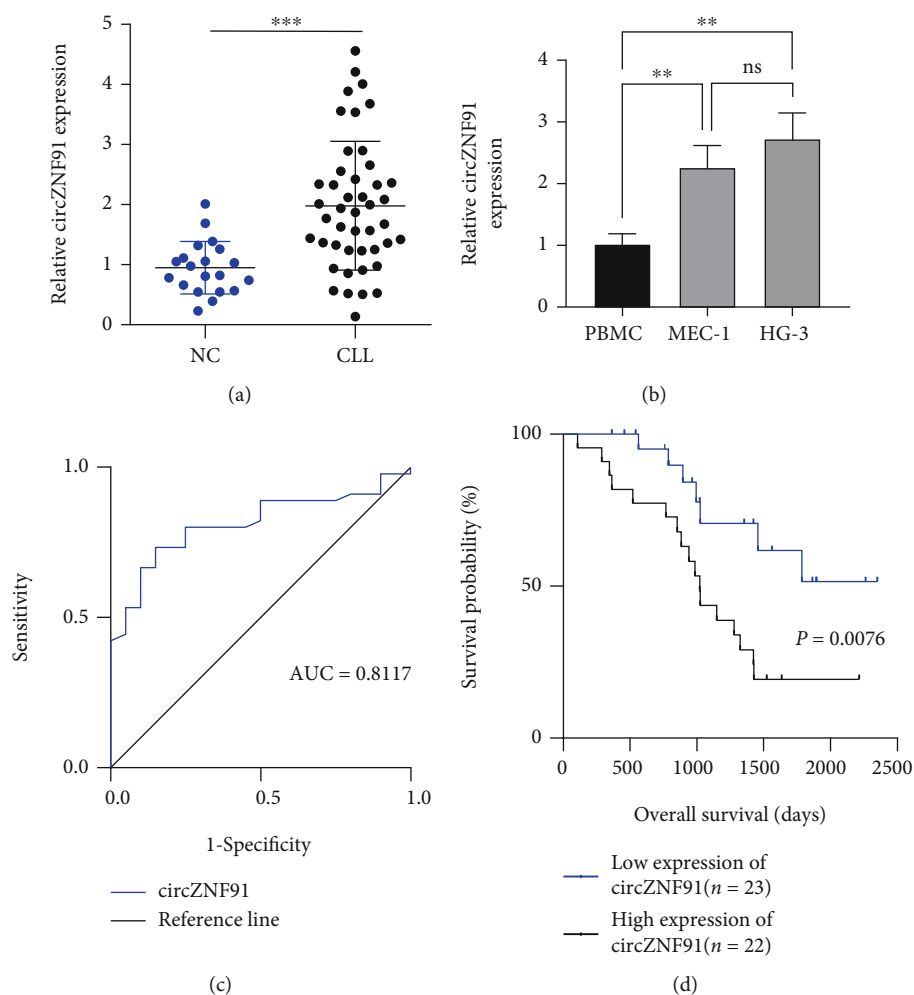 ***
5
4
3
2
1
0
Relative circZNF91 expression
NC
CLL
(a)
**
**
ns
4
3
2
1
0
Relative circZNF91
expression
PBMC
MEC-1
HG-3
(b)
1.0
0.5
0.0
Sensitivity
AUC = 0.8117
0.0
0.5
1.0
1-Specificity
circZNF91
Reference line
(c)
100
50
0
Survival probability (%)
P = 0.0076
0
500
1000
1500
2000
2500
Overall survival (days)
Low expression of
circZNF91(n = 23)
High expression of
circZNF91(n = 22)
(d)